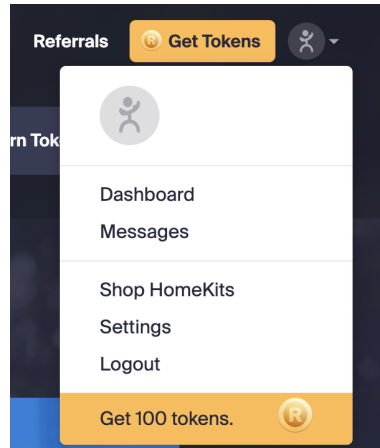 Referrals
R Get Tokens
rn Tok
Dashboard
Messages
Shop HomeKits
Settings
Logout
Get 100 tokens. R